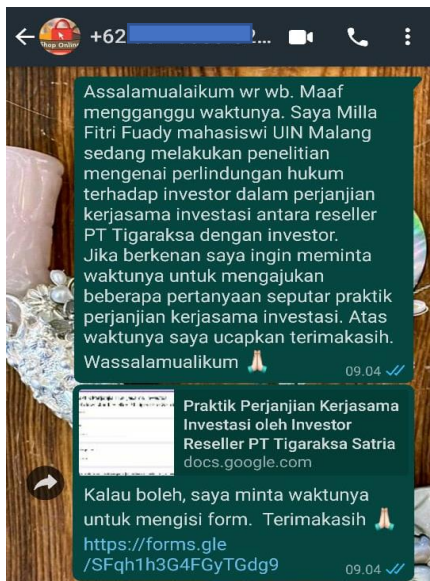 Shop Online
+62 ...
Assalamualaikum wr wb. Maaf
mengganggu waktunya. Saya Milla
Fitri Fuady mahasiswi UIN Malang
sedang melakukan penelitian
mengenai perlindungan hukum
terhadap investor dalam perjanjian
kerjasama investasi antara reseller
PT Tigaraksa dengan investor.
Jika berkenan saya ingin meminta
waktunya untuk mengajukan
beberapa pertanyaan seputar praktik
perjanjian kerjasama investasi. Atas
waktunya saya ucapkan terimakasih.
Wassalamualikum 🙏🏻
09.04
Praktik Perjanjian Kerjasama
Investasi oleh Investor
Reseller PT Tigaraksa Satria
docs.google.com
Kalau boleh, saya minta waktunya
untuk mengisi form. Terimakasih 🙏🏻
https://forms.gle
/SFqh1h3G4FGyTGdg9
09.04